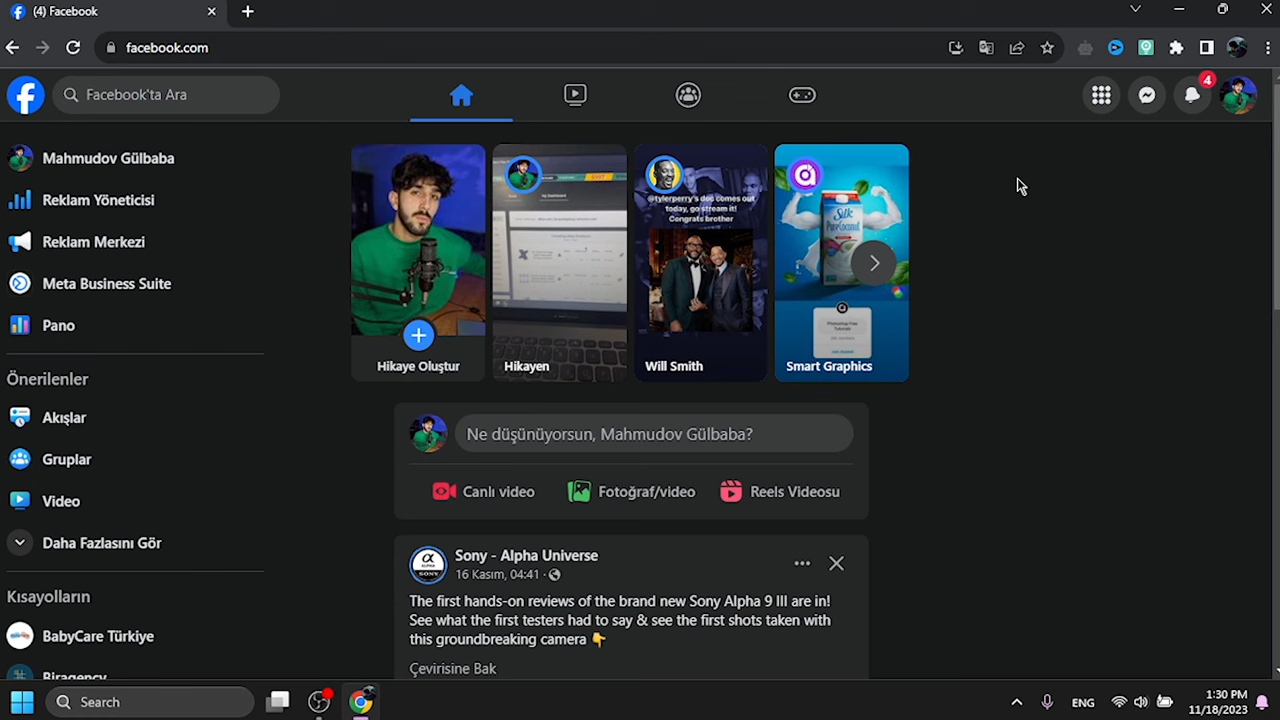 (4) Facebook
facebook.com
Facebook'ta Ara
4
Mahmudov Gülbaba
Reklam Yöneticisi
Reklam Merkezi
Meta Business Suite
Pano
Önerilenler
Akışlar
Gruplar
Video
Daha Fazlasını Gör
Kısayolların
BabyCare Türkiye
Biragency
Hikaye Oluştur
Hikayen
@tylerperry's doc comes out
today, go stream it!
Congrats brother
Will Smith
Silk
Smart Graphics
Ne düşünüyorsun, Mahmudov Gülbaba?
Canlı video
Fotoğraf/video
Reels Videosu
ALPHA
SONY
Sony - Alpha Universe
16 Kasım, 04:41 ·
The first hands-on reviews of the brand new Sony Alpha 9 III are in!
See what the first testers had to say & see the first shots taken with
this groundbreaking camera 👇
Çevirisine Bak
Search
ENG
1:30 PM
11/18/2023